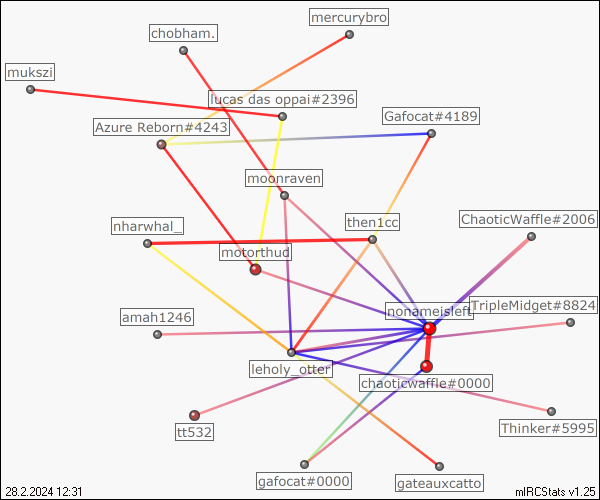 mercurybro
chobham.
mukszi
lucas das oppai#2396
Gafocat#4189
Azure Reborn#4243
moonraven
ChaoticWaffle#2006
nharwhal_
then1cc
motorthud
nonameisleft
TripleMidget#8824
amah1246
leholy_otter
chaoticwaffle#0000
tt532
Thinker#5995
gafocat#0000
gateauxcatto
28.2.2024 12:31
mIRCStats v1.25